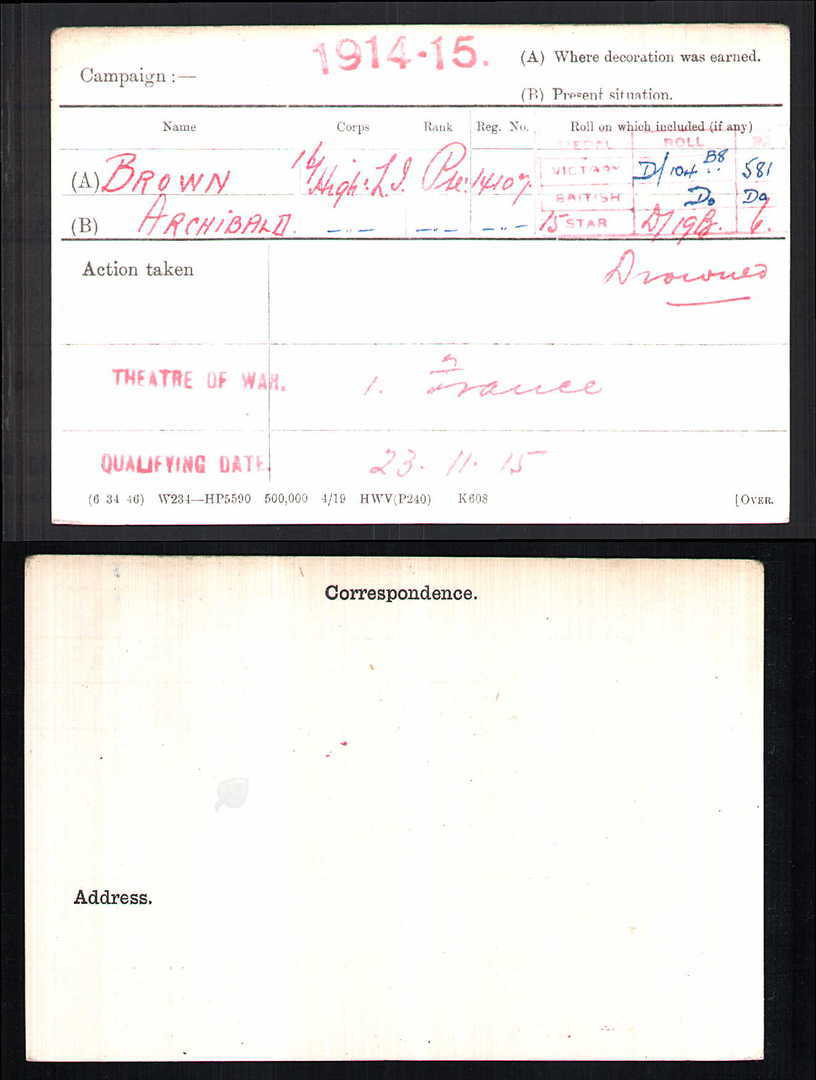 1914-15.
(A) Where decoration was earned.
Campaign :—
(B) Present situation.
Name Corps Rank Reg. No. Roll on which included (if any)
MEDAL ROLL
(A) BROWN 16/High: L.I. Pte: 14107 VICTORY D/104 B8 581
BRITISH Do Do
(B) ARCHIBALD. —„— —„— —„— 15 STAR D/19B. 6.
Action taken Drowned
THEATRE OF WAR. 1. France
QUALIFYING DATE. 23. 11. 15
(6 34 46) W234—HP5590 500,000 4/19 HWV(P240) K608 [OVER.
Correspondence.
Address.